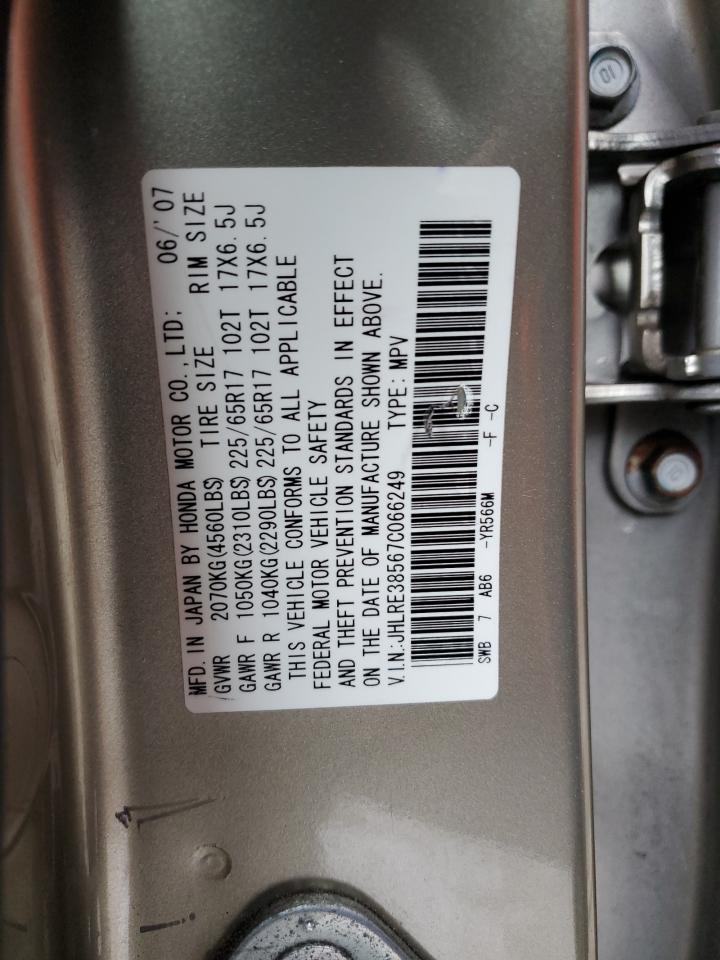 MFD. IN JAPAN BY HONDA MOTOR CO., LTD: 06/'07
GVWR 2070KG(4560LBS) TIRE SIZE RIM SIZE
GAWR F 1050KG(2310LBS) 225/65R17 102T 17X6. 5J
GAWR R 1040KG(2290LBS) 225/65R17 102T 17X6. 5J
THIS VEHICLE CONFORMS TO ALL APPLICABLE
FEDERAL MOTOR VEHICLE SAFETY
AND THEFT PREVENTION STANDARDS IN EFFECT
ON THE DATE OF MANUFACTURE SHOWN ABOVE.
V.I.N.:JHLRE38567C066249 TYPE: MPV
SWB 7 AB6 -YR566M -F -C
10